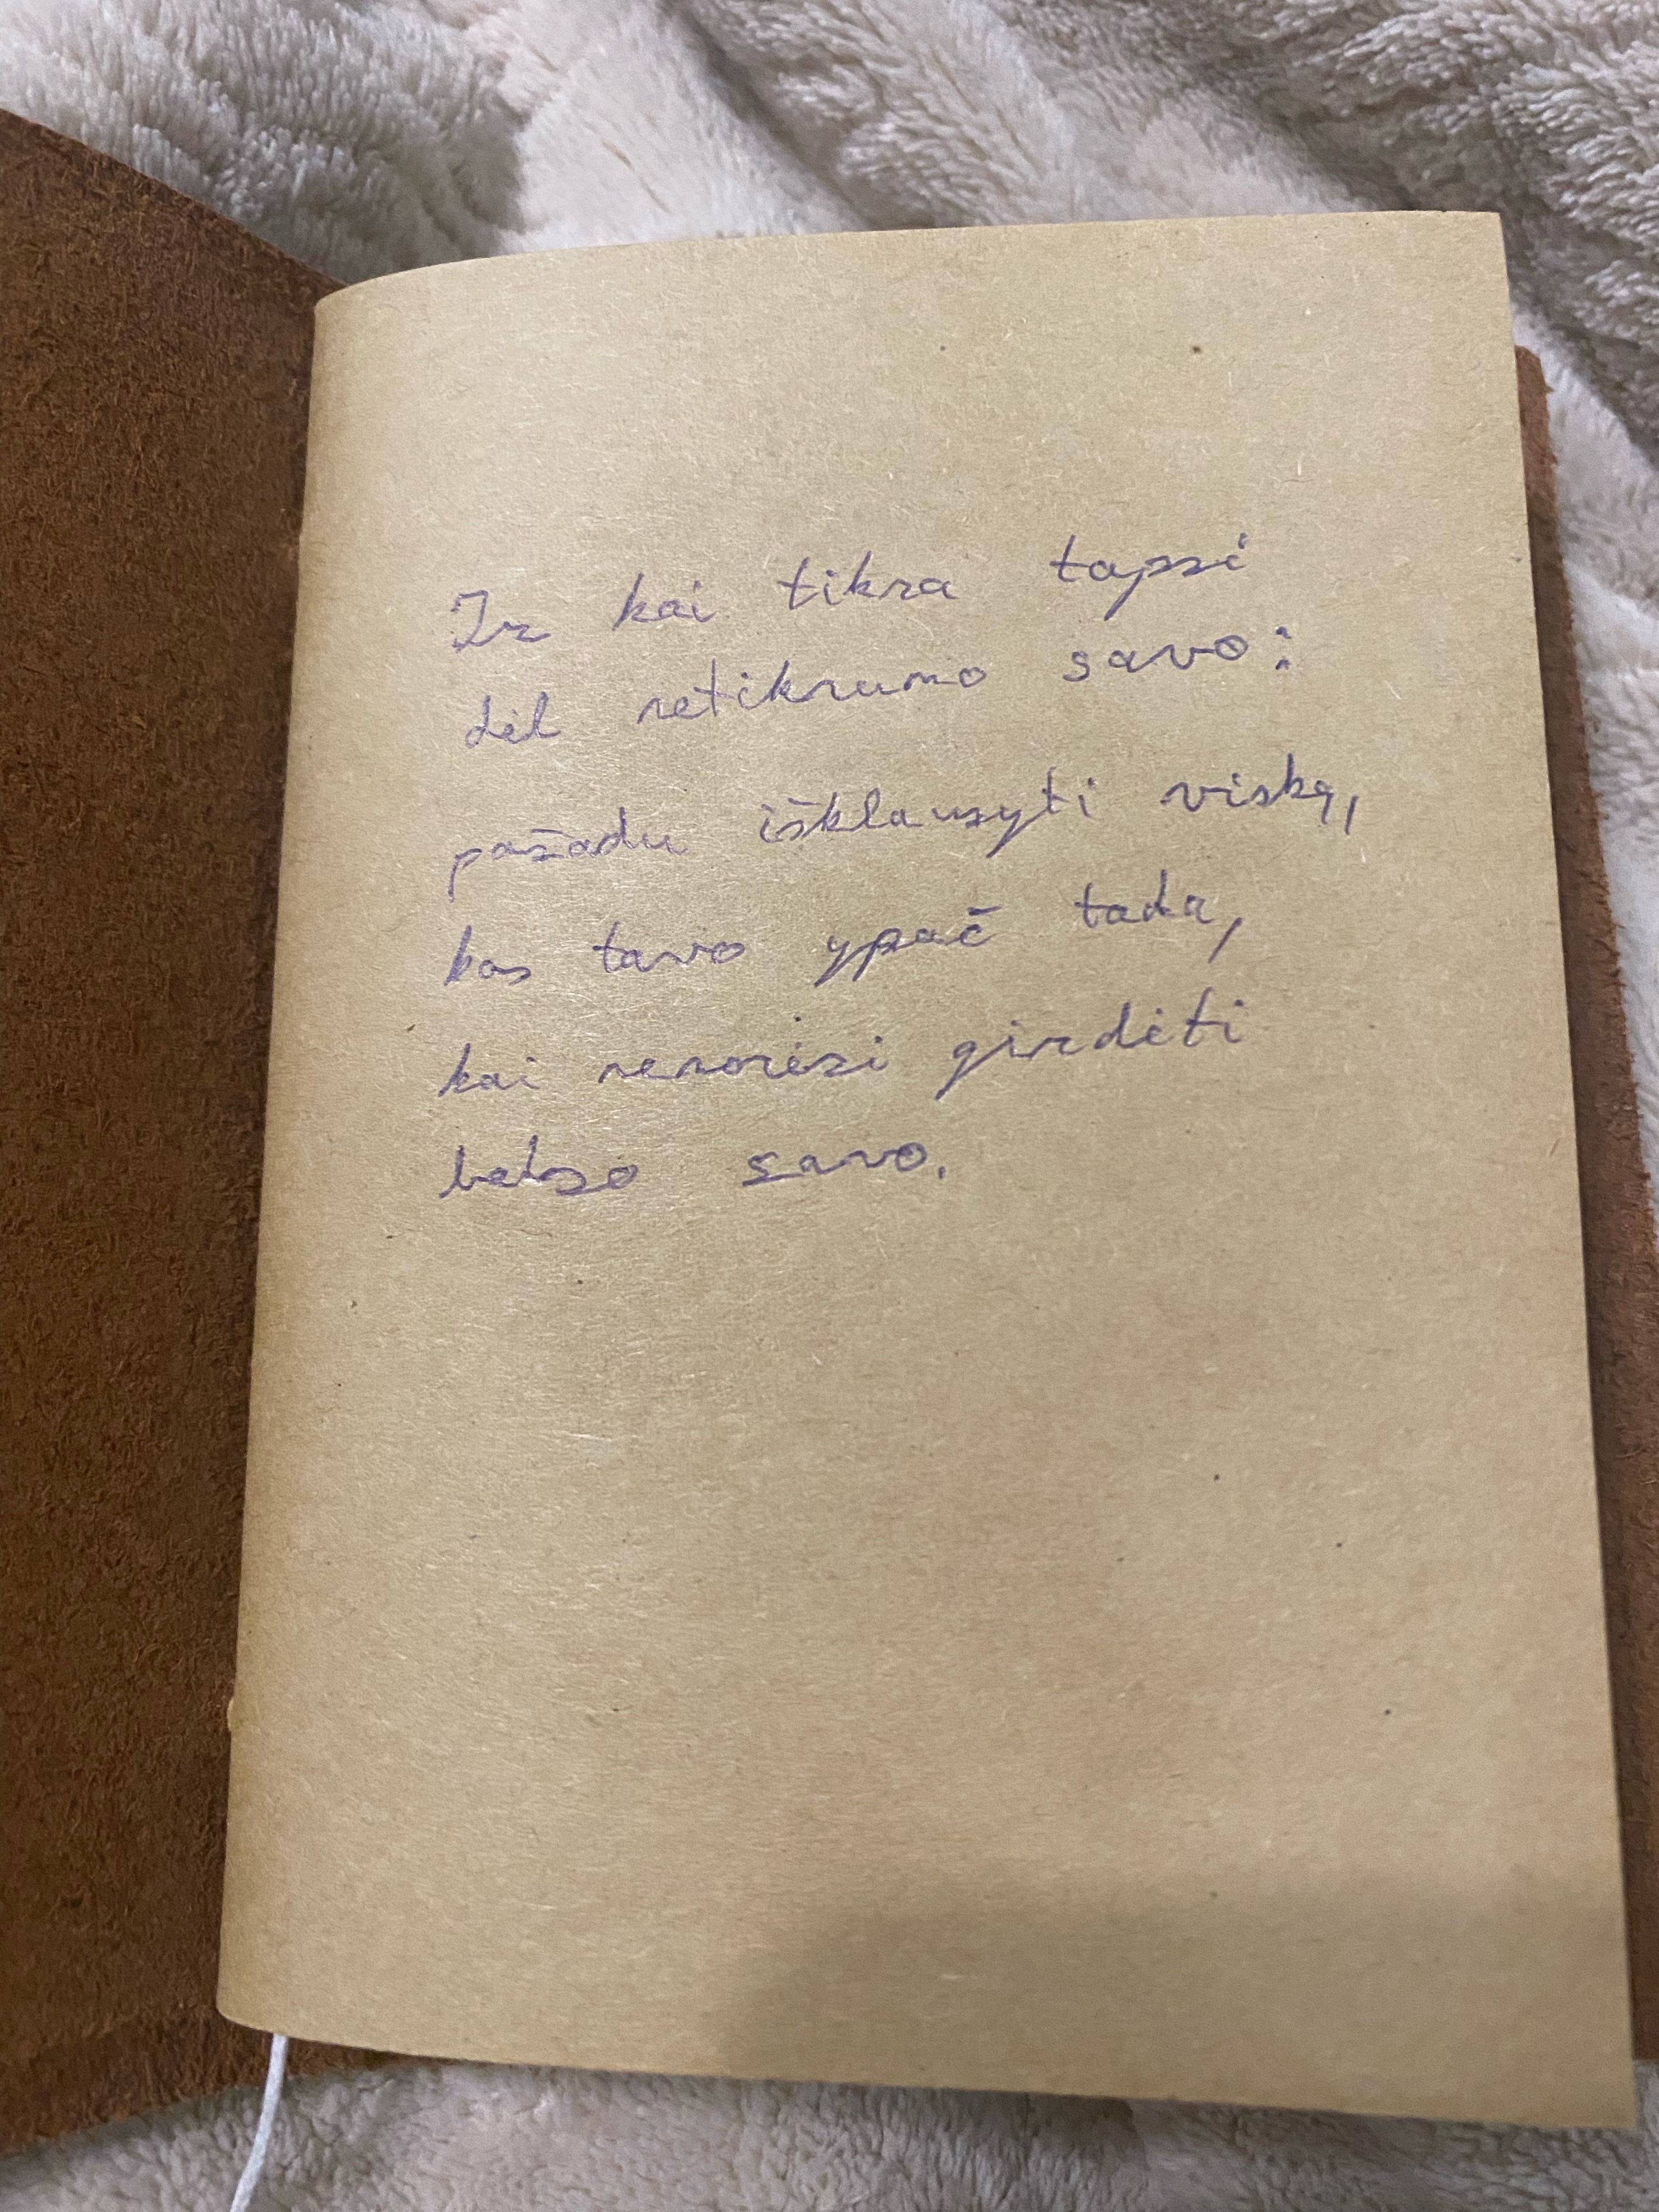 Ir kai tikra tapsi
dėl netikrumo savo:
pažadu išklausyti viską,
kas tavo ypač tada,
kai nenorėsi girdėti
balso savo.